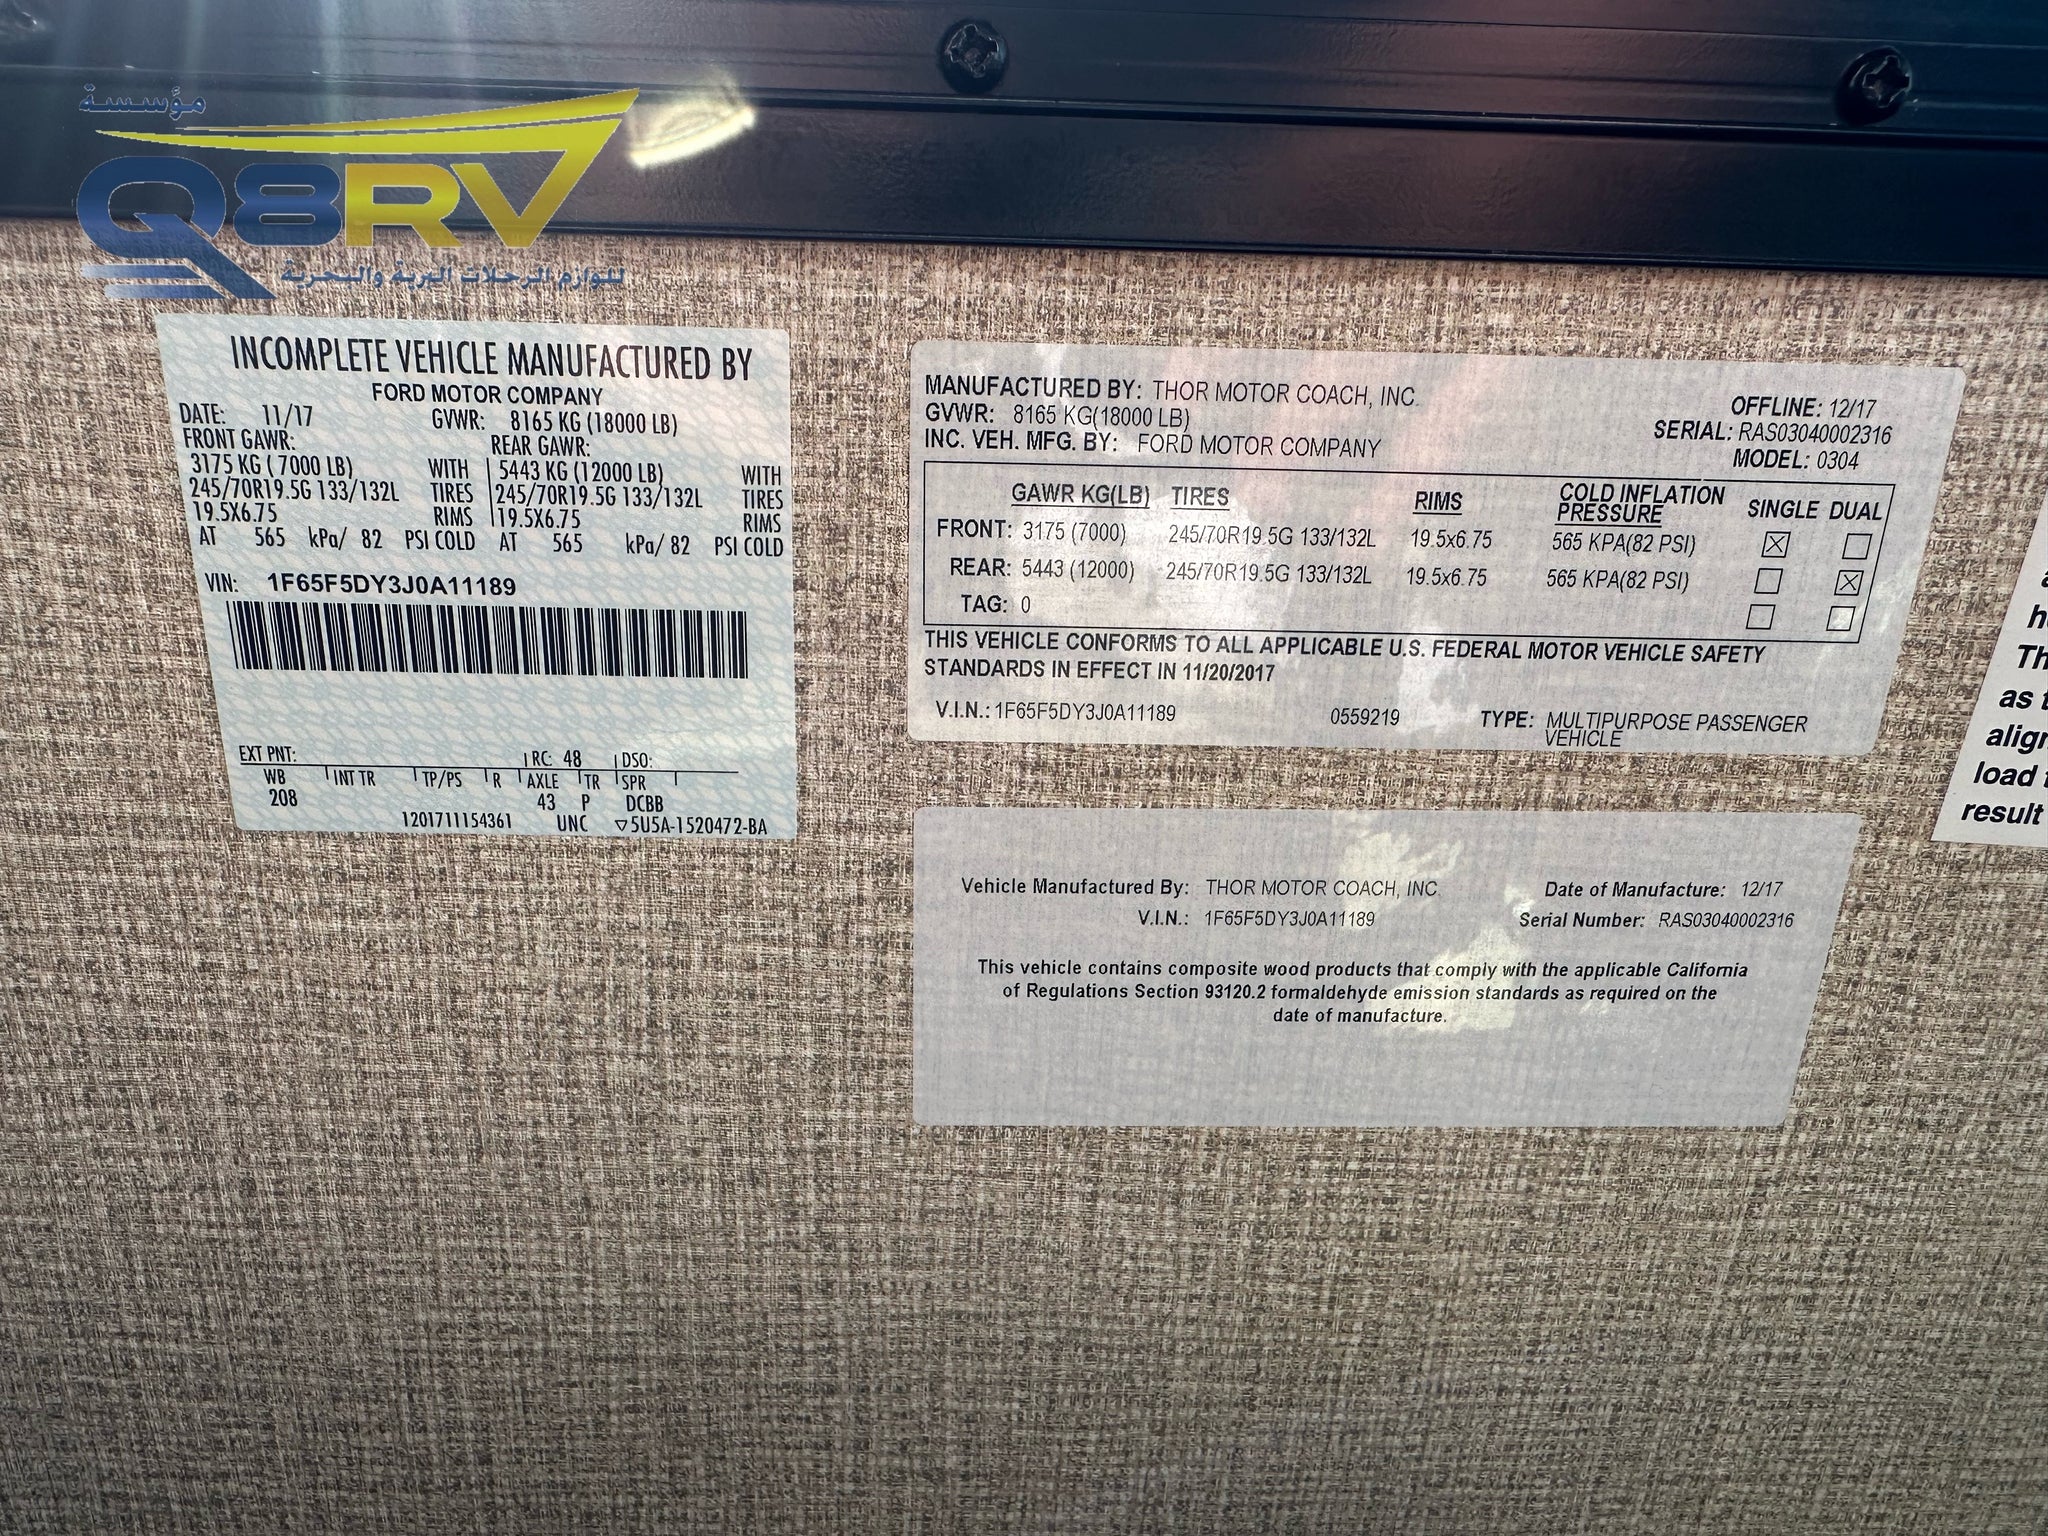 مؤسسة
Q8RV
للوازم الرحلات البرية والبحرية
INCOMPLETE VEHICLE MANUFACTURED BY
FORD MOTOR COMPANY
DATE: 11/17 GVWR: 8165 KG (18000 LB)
FRONT GAWR: REAR GAWR:
3175 KG ( 7000 LB) WITH 5443 KG (12000 LB) WITH
245/70R19.5G 133/132L TIRES 245/70R19.5G 133/132L TIRES
19.5X6.75 RIMS 19.5X6.75 RIMS
AT 565 kPa/ 82 PSI COLD AT 565 kPa/ 82 PSI COLD
VIN: 1F65F5DY3J0A11189
EXT PNT: RC: 48 DSO:
WB INT TR TP/PS R AXLE TR SPR
208 43 P DCBB
1201711154361 UNC ▽5U5A-1520472-BA
MANUFACTURED BY: THOR MOTOR COACH, INC. OFFLINE: 12/17
GVWR: 8165 KG(18000 LB) SERIAL: RAS03040002316
INC. VEH. MFG. BY: FORD MOTOR COMPANY MODEL: 0304
GAWR KG(LB) TIRES RIMS COLD INFLATION PRESSURE SINGLE DUAL
FRONT: 3175 (7000) 245/70R19.5G 133/132L 19.5x6.75 565 KPA(82 PSI) ☒ ☐
REAR: 5443 (12000) 245/70R19.5G 133/132L 19.5x6.75 565 KPA(82 PSI) ☐ ☒
TAG: 0 ☐ ☐
THIS VEHICLE CONFORMS TO ALL APPLICABLE U.S. FEDERAL MOTOR VEHICLE SAFETY
STANDARDS IN EFFECT IN 11/20/2017
V.I.N.: 1F65F5DY3J0A11189 0559219 TYPE: MULTIPURPOSE PASSENGER
VEHICLE
Vehicle Manufactured By: THOR MOTOR COACH, INC. Date of Manufacture: 12/17
V.I.N.: 1F65F5DY3J0A11189 Serial Number: RAS03040002316
This vehicle contains composite wood products that comply with the applicable California
of Regulations Section 93120.2 formaldehyde emission standards as required on the
date of manufacture.
as
load
result